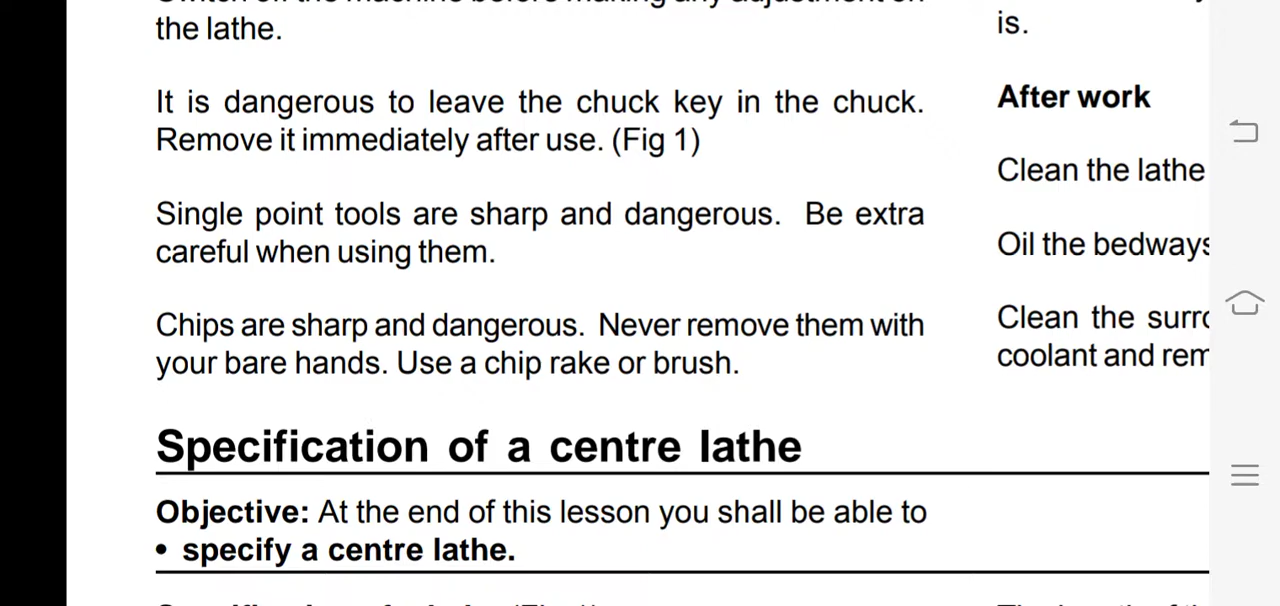 the lathe.
It is dangerous to leave the chuck key in the chuck.
Remove it immediately after use. (Fig 1)
Single point tools are sharp and dangerous. Be extra
careful when using them.
Chips are sharp and dangerous. Never remove them with
your bare hands. Use a chip rake or brush.
is.
After work
Clean the lathe
Oil the bedways
Clean the
coolant and
Specification of a centre lathe
Objective: At the end of this lesson you shall be able to
• specify a centre lathe.